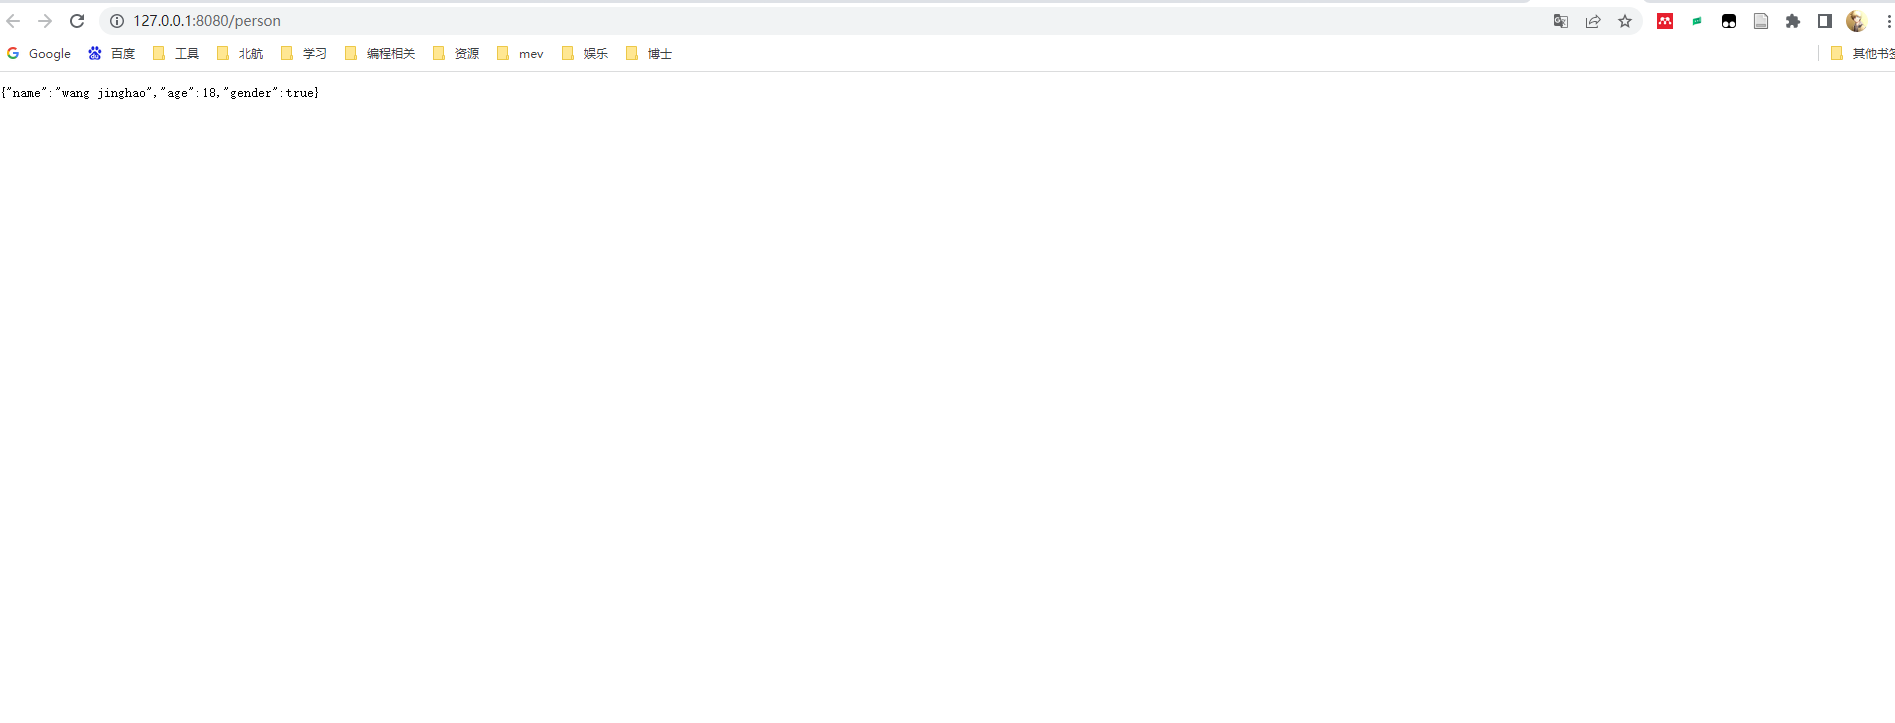 127.0.0.1:8080/person
Google 百度 工具 北航 学习 编程相关 资源 mev 娱乐 博士 其他书签
{"name":"wang jinghao","age":18,"gender":true}